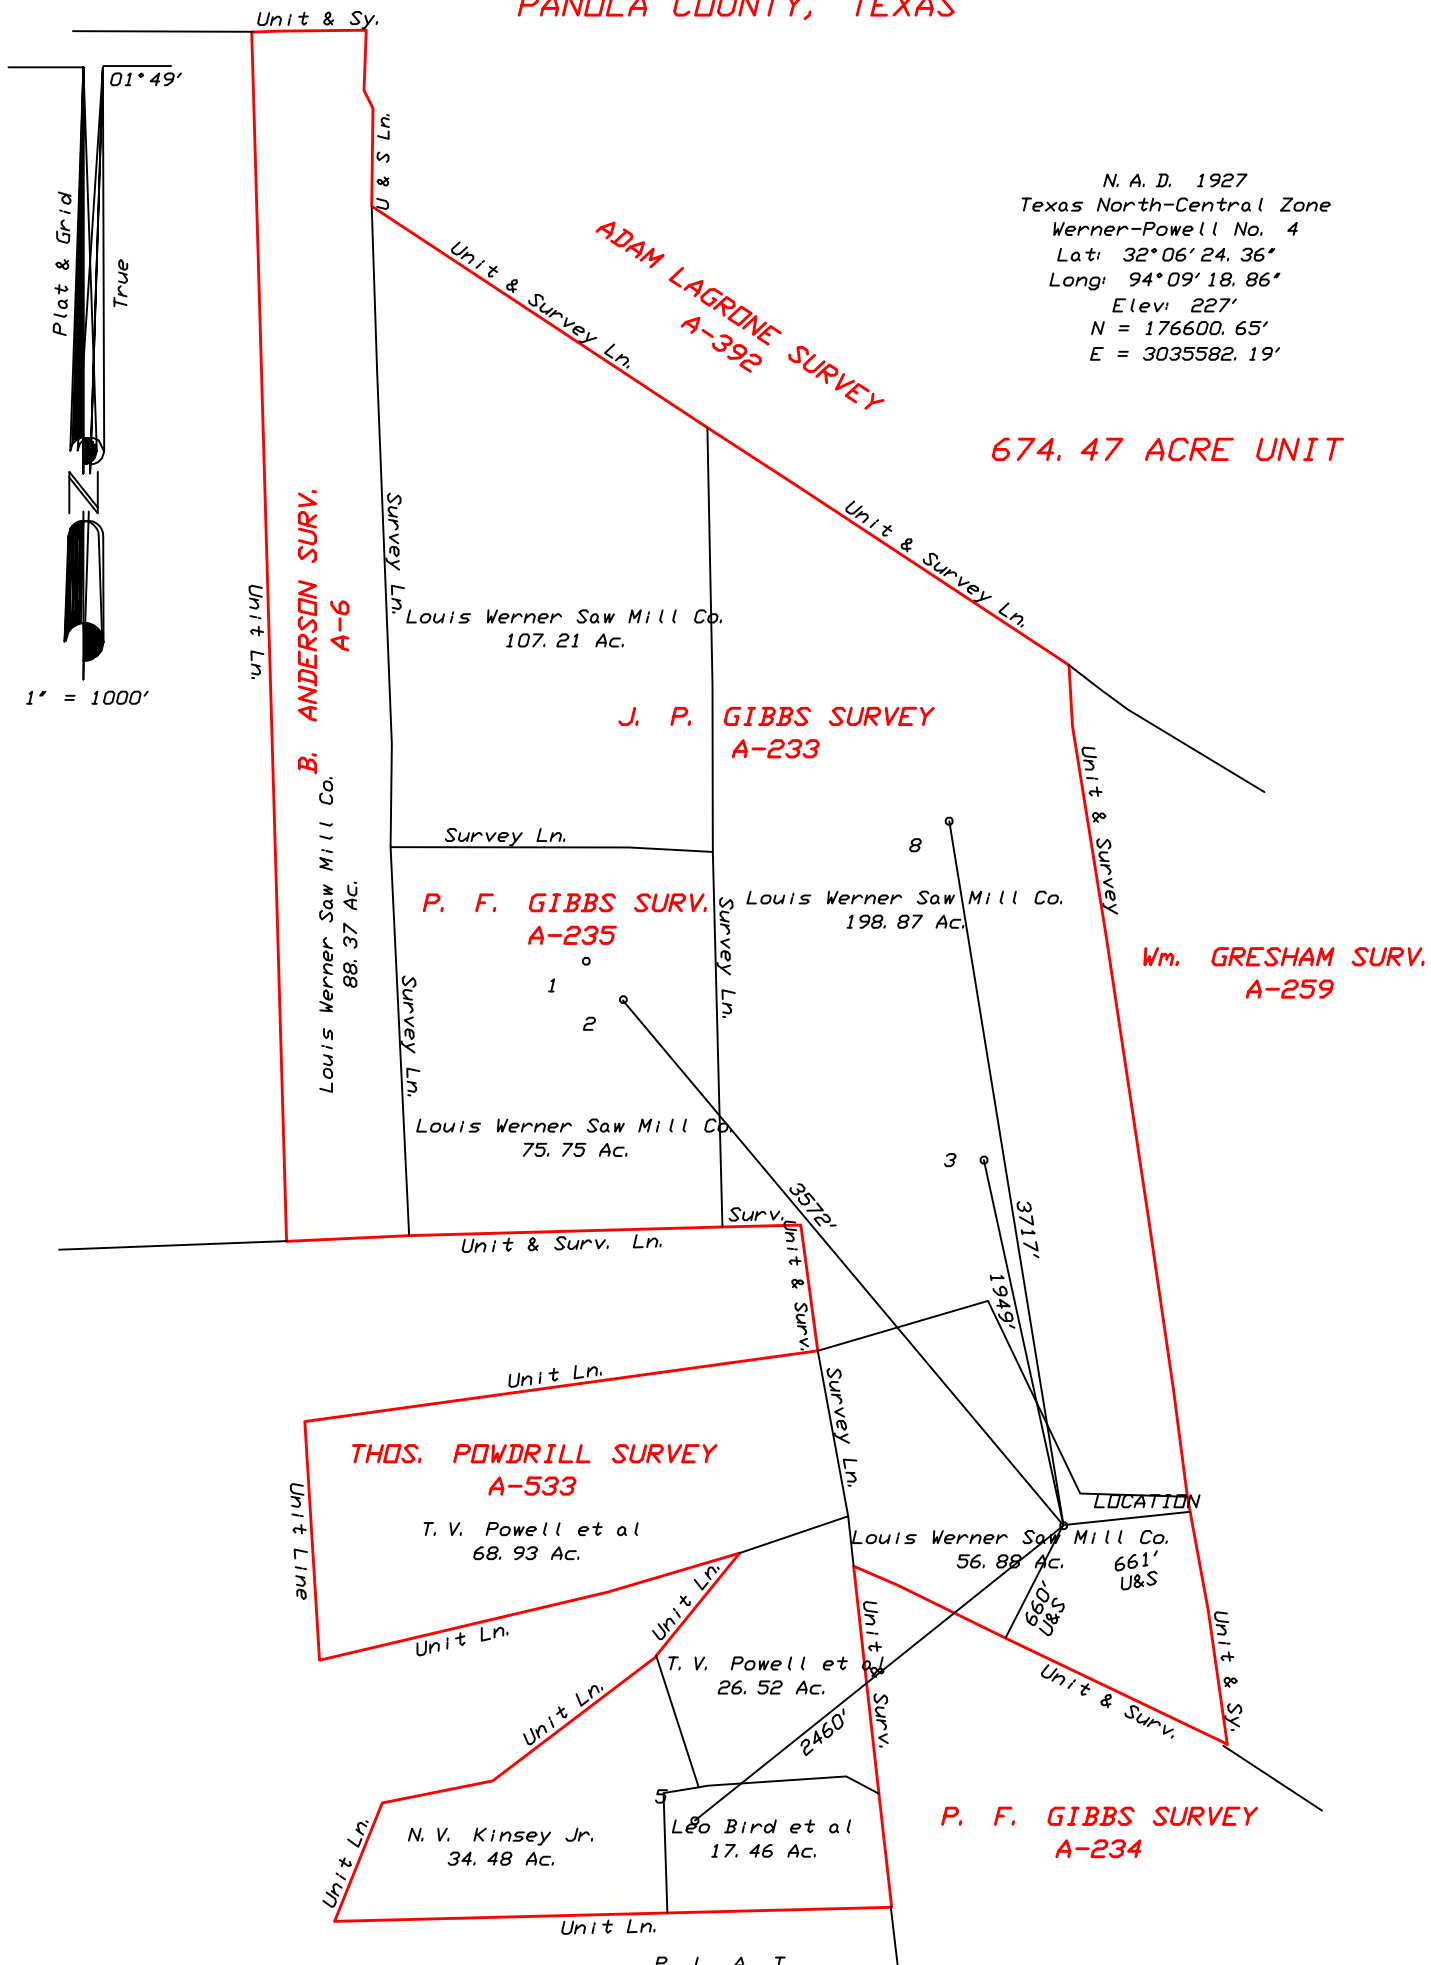 PANOLA COUNTY, TEXAS
Unit & Sy.
01°49'
U & S Ln.
Plat & Grid
True
N. A. D. 1927
Texas North-Central Zone
Werner-Powell No. 4
Lat: 32°06'24.36"
Long: 94°09'18.86"
Elev: 227'
N = 176600.65'
E = 3035582.19'
Unit & Survey Ln.
ADAM LAGRONE SURVEY
A-392
674.47 ACRE UNIT
N
1" = 1000'
Unit Ln.
B. ANDERSON SURV.
A-6
Survey Ln.
Unit & Survey Ln.
Louis Werner Saw Mill Co.
107.21 Ac.
J. P. GIBBS SURVEY
A-233
Unit & Survey
Louis Werner Saw Mill Co.
88.37 Ac.
Survey Ln.
8
P. F. GIBBS SURV.
A-235
Survey Ln.
Louis Werner Saw Mill Co.
198.87 Ac.
Wm. GRESHAM SURV.
A-259
1
2
Survey Ln.
Louis Werner Saw Mill Co.
75.75 Ac.
3
3572'
3717'
1949'
Surv.
Unit & Surv. Ln.
Unit & Surv.
Unit Ln.
Survey Ln.
THOS. POWDRILL SURVEY
A-533
Unit Line
T. V. Powell et al
68.93 Ac.
LOCATION
Louis Werner Saw Mill Co.
56.88 Ac.
661'
U&S
660'
U&S
Unit Ln.
Unit Ln.
Unit & Surv.
Unit & Sy.
T. V. Powell et al
26.52 Ac.
Unit & Surv.
Unit Ln.
2460'
5
Leo Bird et al
17.46 Ac.
N. V. Kinsey Jr.
34.48 Ac.
Unit Ln.
P. F. GIBBS SURVEY
A-234
Unit Ln.
P L A T